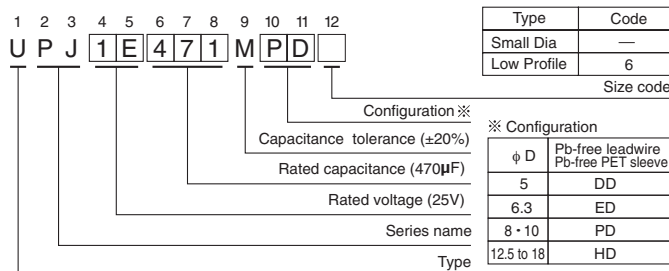 1 2 3 4 5 6 7 8 9 10 11 12
U P J 1 E 4 7 1 M P D
Type Code
Small Dia —
Low Profile 6
Size code
Configuration ※
Capacitance tolerance (±20%)
Rated capacitance (470µF)
Rated voltage (25V)
Series name
Type
※ Configuration
ϕ D Pb-free leadwire
Pb-free PET sleeve
5 DD
6.3 ED
8 • 10 PD
12.5 to 18 HD